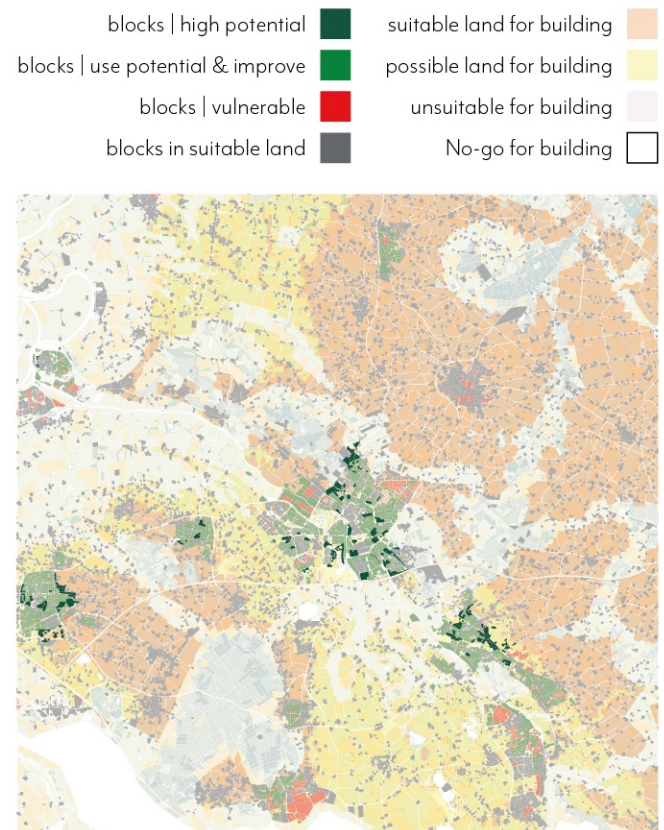 blocks | high potential
suitable land for building
blocks | use potential & improve
possible land for building
blocks | vulnerable
unsuitable for building
blocks in suitable land
No-go for building